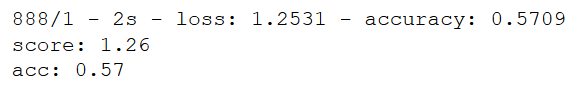 888/1 - 2s - loss: 1.2531 - accuracy: 0.5709
score: 1.26
acc: 0.57